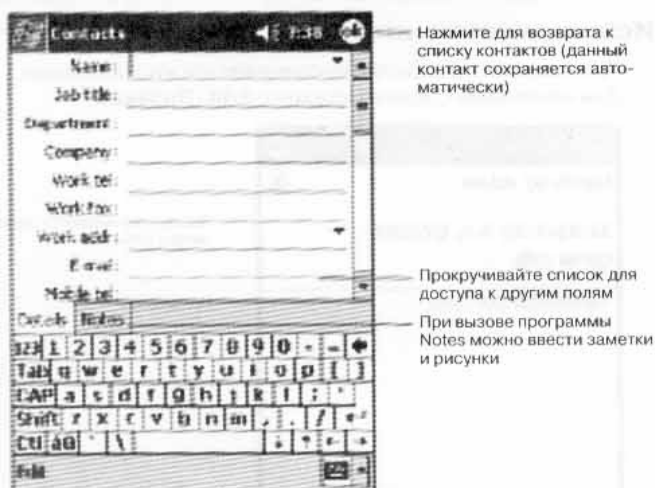 Contacts 7:38 ok
Name:
Job title:
Department:
Company:
Work tel:
Work fax:
Work addr:
E-mail:
Mobile tel:
Details Notes
123 1 2 3 4 5 6 7 8 9 0 - =
Tab q w e r t y u i o p [ ]
CAP a s d f g h j k l ; '
Shift z x c v b n m , . /
Ctl áü ` \
Edit
Нажмите для возврата к
списку контактов (данный
контакт сохраняется авто-
матически)
Прокручивайте список для
доступа к другим полям
При вызове программы
Notes можно ввести заметки
и рисунки